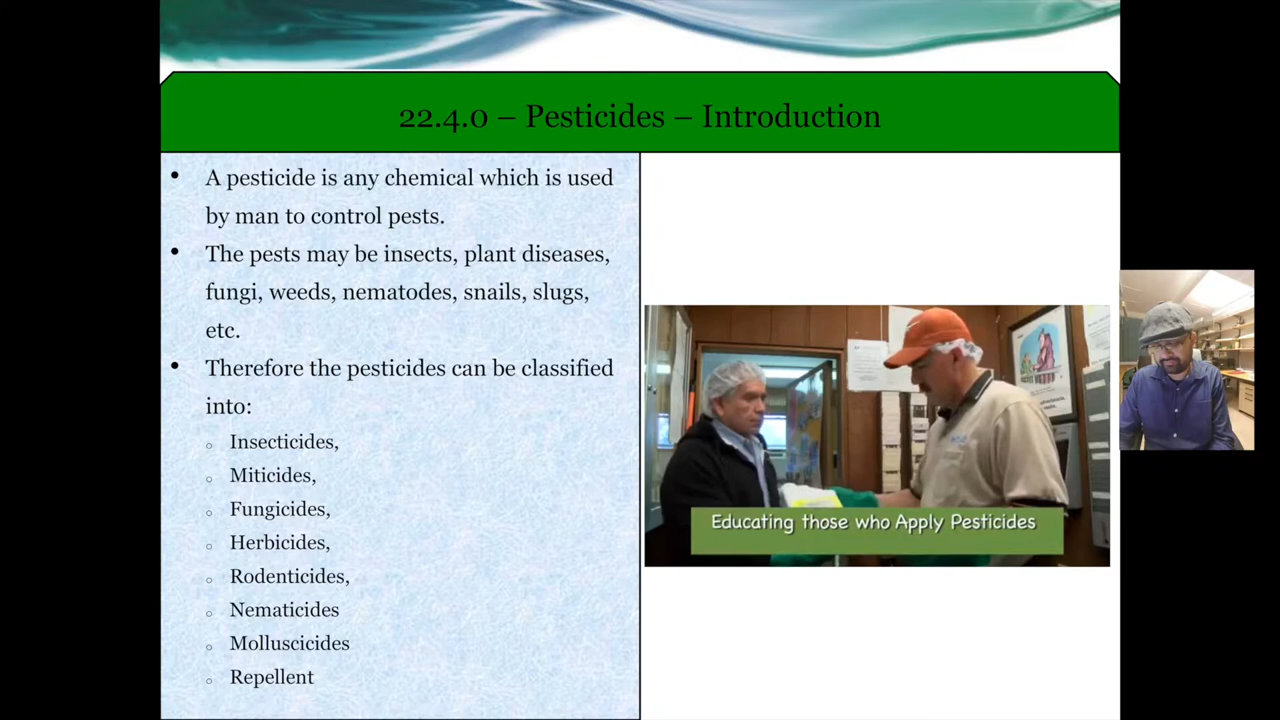 22.4.0 – Pesticides – Introduction
• A pesticide is any chemical which is used
by man to control pests.
• The pests may be insects, plant diseases,
fungi, weeds, nematodes, snails, slugs,
etc.
• Therefore the pesticides can be classified
into:
o Insecticides,
o Miticides,
o Fungicides,
o Herbicides,
o Rodenticides,
o Nematicides
o Molluscicides
o Repellent
Educating those who Apply Pesticides